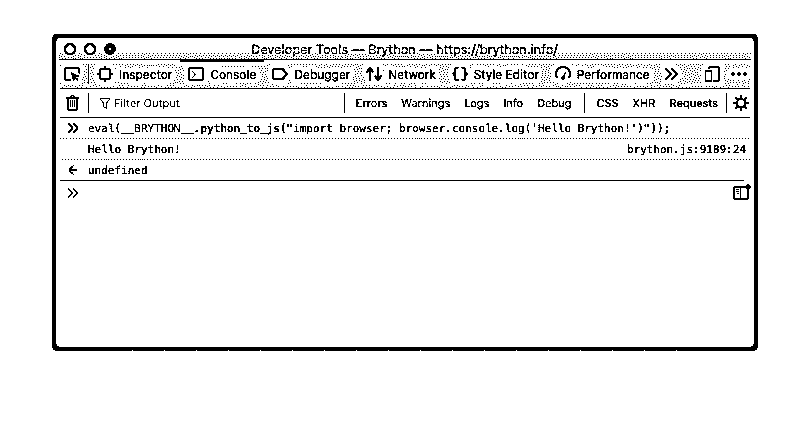 Developer Tools — Brython — https://brython.info/
Inspector Console Debugger Network Style Editor Performance
Filter Output Errors Warnings Logs Info Debug CSS XHR Requests
eval(__BRYTHON__.python_to_js("import browser; browser.console.log('Hello Brython!')"));
Hello Brython! brython.js:9189:24
undefined